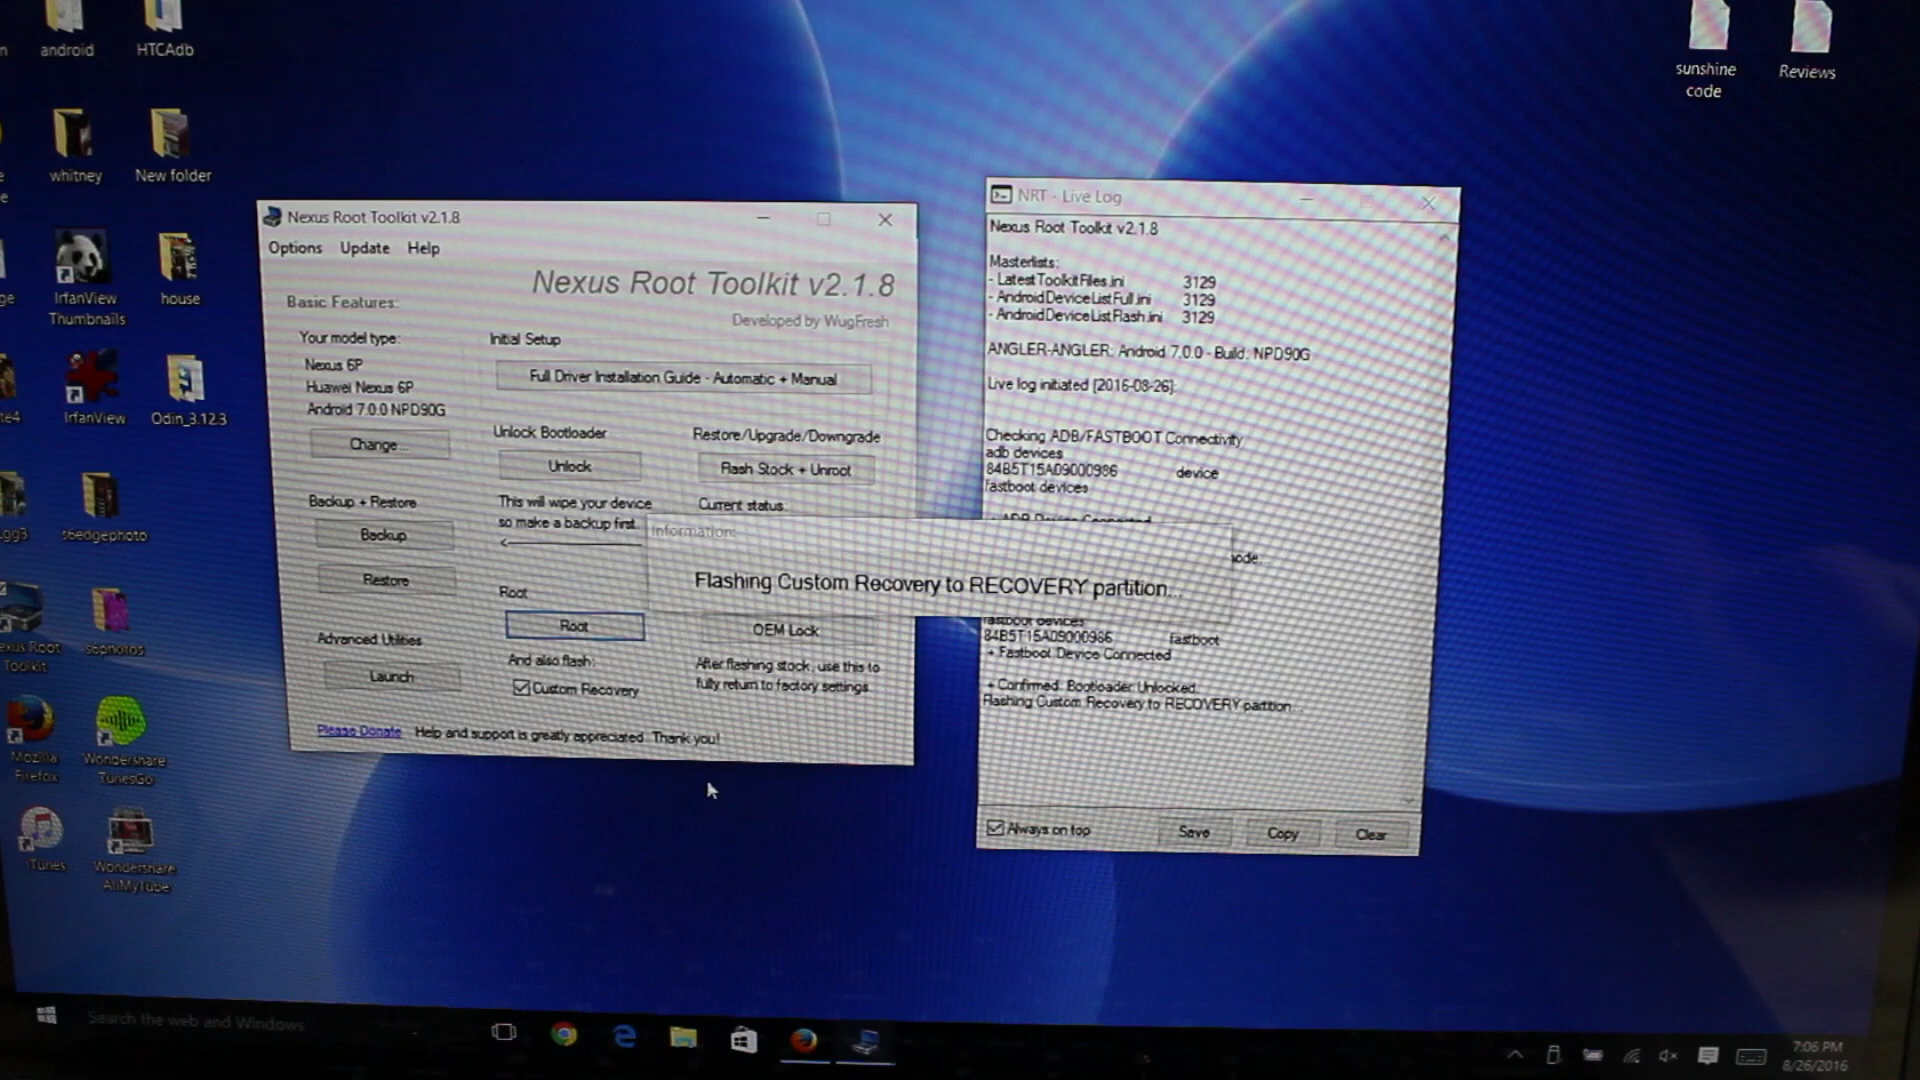 android
HTCAdb
whitney
New folder
IrfanView
Thumbnails
house
IrfanView
Odin_3.12.3
s6edgephoto
s6photos
Toolkit
Mozilla
Firefox
Wondershare
TunesGo
iTunes
Wondershare
AllMyTube
sunshine
code
Reviews
Nexus Root Toolkit v2.1.8
Options Update Help
Nexus Root Toolkit v2.1.8
Developed by WugFresh
Basic Features:
Your model type:
Nexus 6P
Huawei Nexus 6P
Android 7.0.0 NPD90G
Change...
Backup + Restore
Backup
Restore
Advanced Utilities
Launch
Initial Setup
Full Driver Installation Guide - Automatic + Manual
Unlock Bootloader
Unlock
This will wipe your device
so make a backup first.
Root
Root
And also flash:
Custom Recovery
Restore/Upgrade/Downgrade
Flash Stock + Unroot
Current status:
OEM Lock
After flashing stock, use this to
fully return to factory settings
Please Donate Help and support is greatly appreciated. Thank you!
Information:
Flashing Custom Recovery to RECOVERY partition...
NRT - Live Log
Nexus Root Toolkit v2.1.8
Masterlists:
- LatestToolkitFiles.ini 3129
- AndroidDeviceListFull.ini 3129
- AndroidDeviceListFlash.ini 3129
ANGLER-ANGLER: Android 7.0.0 - Build: NPD90G
Live log initiated [2016-08-26]:
Checking ADB/FASTBOOT Connectivity
adb devices
84B5T15A09000986 device
fastboot devices
+ ADB Device Connected
fastboot devices
84B5T15A09000986 fastboot
+ Fastboot Device Connected
+ Confirmed: Bootloader Unlocked.
Flashing Custom Recovery to RECOVERY partition...
Always on top
Save
Copy
Clear
Search the web and Windows
7:06 PM
8/26/2016